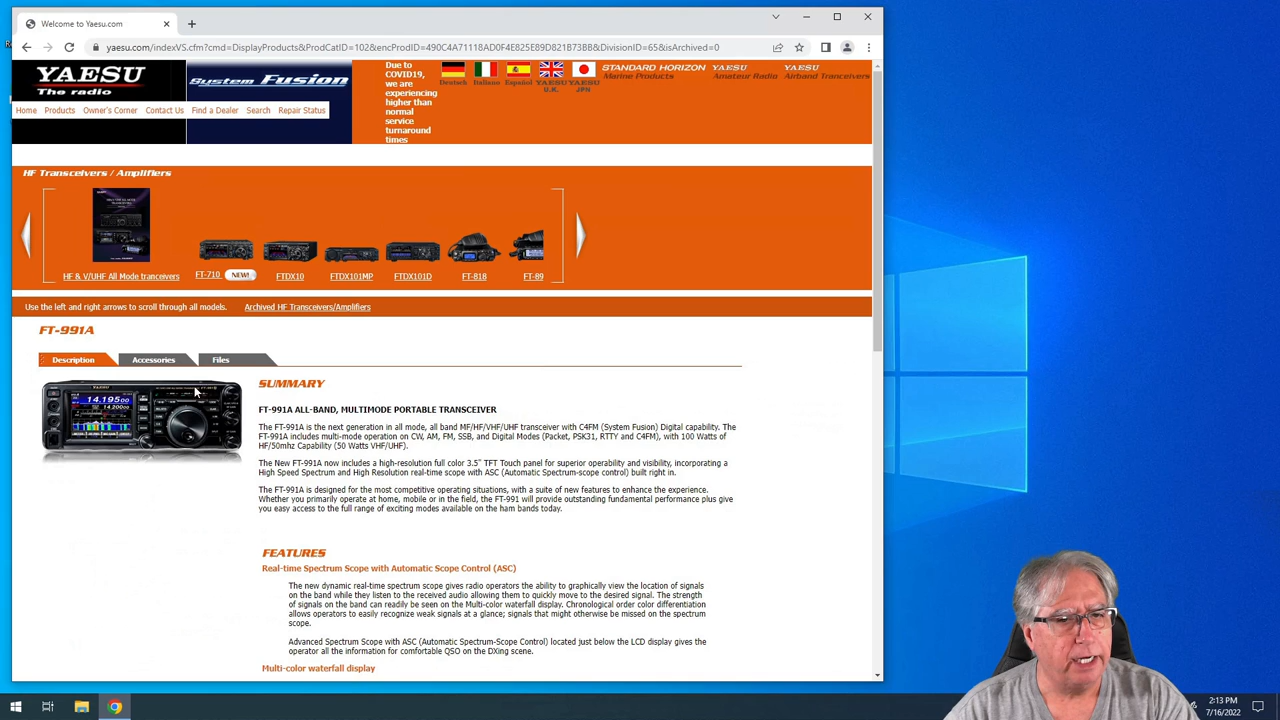 Welcome to Yaesu.com
yaesu.com/indexVS.cfm?cmd=DisplayProducts&ProdCatID=102&encProdID=490C4A71118AD0F4E825E89D821B73BB&DivisionID=65&isArchived=0
YAESU
The radio
System Fusion
Due to
COVID19,
we are
experiencing
higher than
normal
service
turnaround
times
Deutsch
Italiano
Español
YAESU
U.K.
YAESU
JPN
STANDARD HORIZON
Marine Products
YAESU
Amateur Radio
YAESU
Airband Tranceivers
Home Products Owner's Corner Contact Us Find a Dealer Search Repair Status
HF Transceivers / Amplifiers
HF & V/UHF All Mode tranceivers
FT-710 NEW!
FTDX10
FTDX101MP
FTDX101D
FT-818
FT-89
Use the left and right arrows to scroll through all models. Archived HF Transceivers/Amplifiers
FT-991A
Description Accessories Files
YAESU
14.195.00
14.200.00
SUMMARY
FT-991A ALL-BAND, MULTIMODE PORTABLE TRANSCEIVER
The FT-991A is the next generation in all mode, all band MF/HF/VHF/UHF transceiver with C4FM (System Fusion) Digital capability. The
FT-991A includes multi-mode operation on CW, AM, FM, SSB, and Digital Modes (Packet, PSK31, RTTY and C4FM), with 100 Watts of
HF/50mhz Capability (50 Watts VHF/UHF).
The New FT-991A now includes a high-resolution full color 3.5" TFT Touch panel for superior operability and visibility, incorporating a
High Speed Spectrum and High Resolution real-time scope with ASC (Automatic Spectrum-scope control) built right in.
The FT-991A is designed for the most competitive operating situations, with a suite of new features to enhance the experience.
Whether you primarily operate at home, mobile or in the field, the FT-991 will provide outstanding fundamental performance plus give
you easy access to the full range of exciting modes available on the ham bands today.
FEATURES
Real-time Spectrum Scope with Automatic Scope Control (ASC)
The new dynamic real-time spectrum scope gives radio operators the ability to graphically view the location of signals
on the band while they listen to the received audio allowing them to quickly move to the desired signal. The strength
of signals on the band can readily be seen on the Multi-color waterfall display. Chronological order color differentiation
allows operators to easily recognize weak signals at a glance; signals that might otherwise be missed on the spectrum
scope.
Advanced Spectrum Scope with ASC (Automatic Spectrum-Scope Control) located just below the LCD display gives the
operator all the information for comfortable QSO on the DXing scene.
Multi-color waterfall display
2:13 PM
7/16/2022